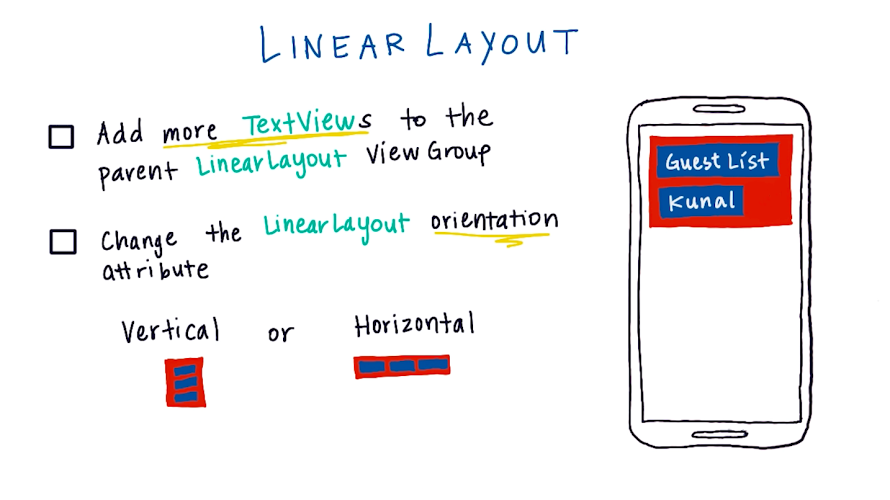 LINEAR LAYOUT
Add more TextViews to the
parent LinearLayout View Group
Change the LinearLayout orientation
attribute
Vertical or Horizontal
Guest List
Kunal